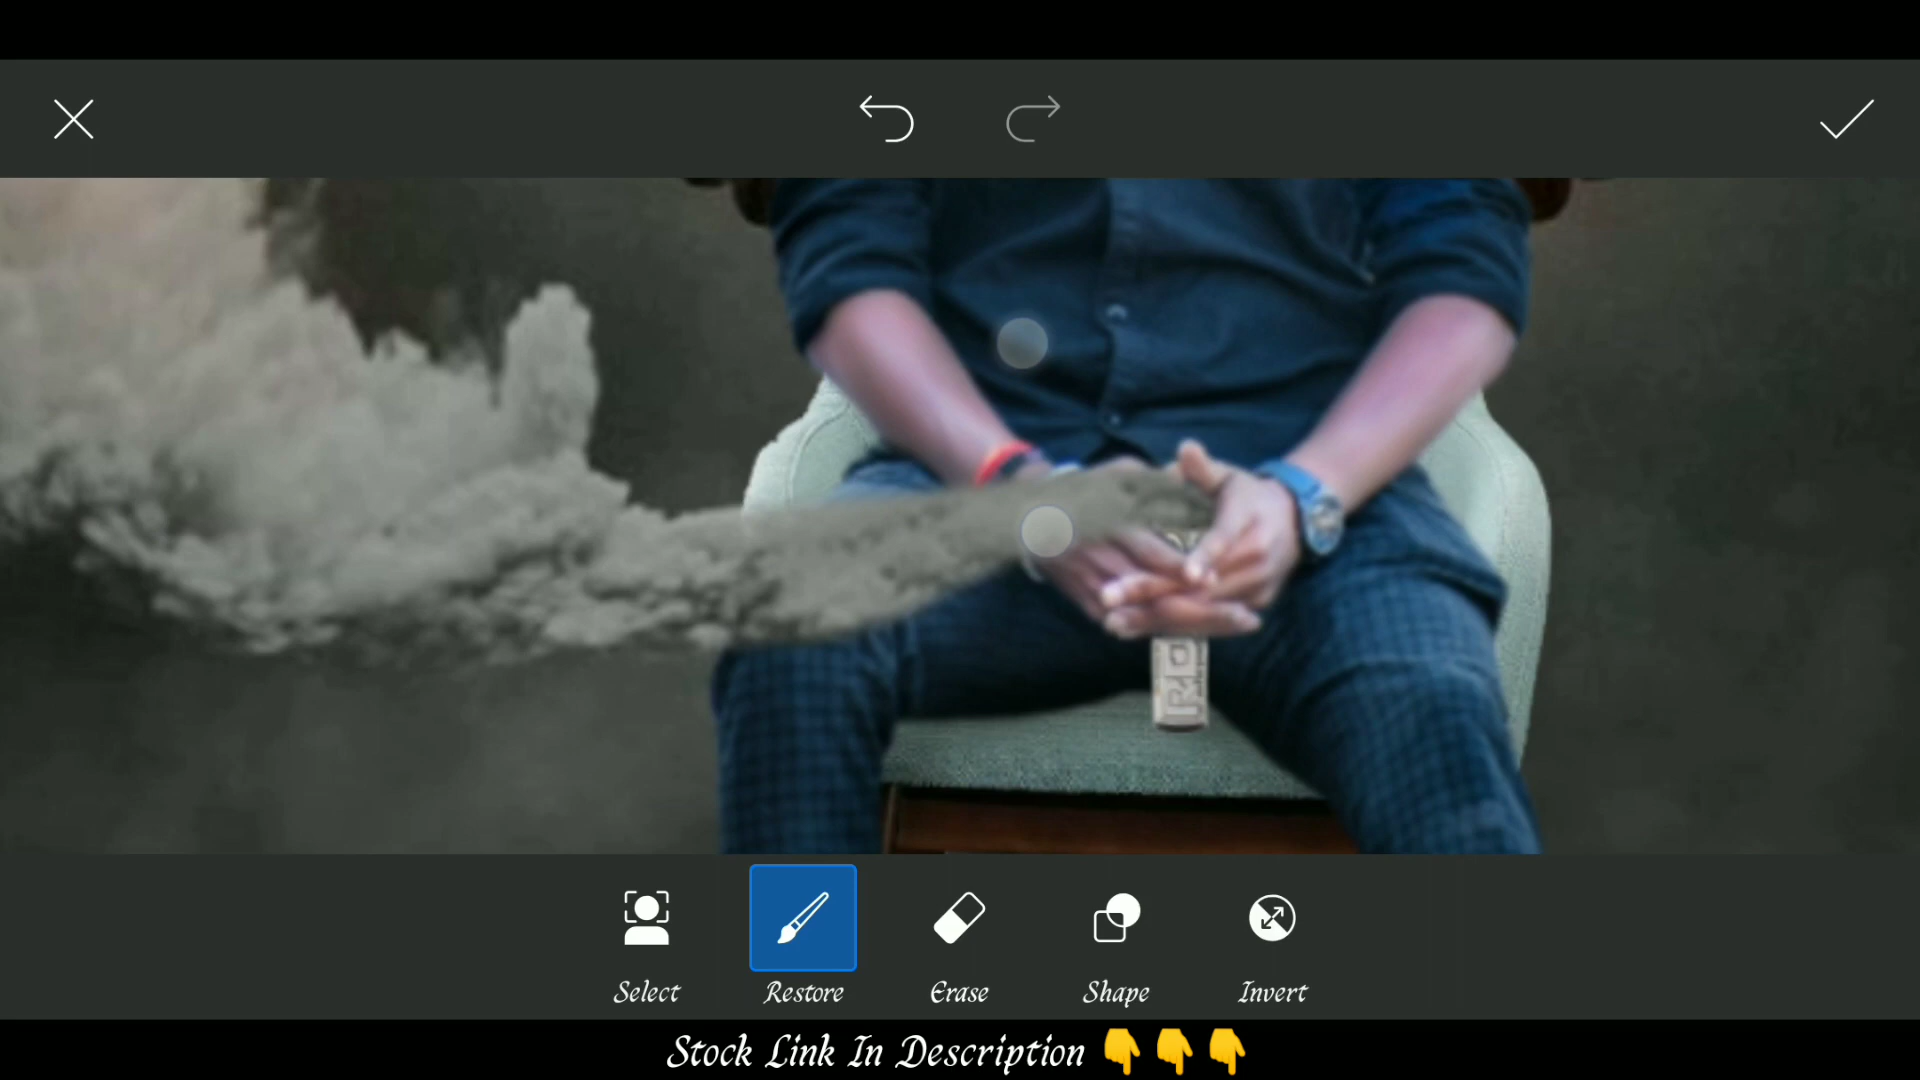 Select
Restore
Erase
Shape
Invert
Stock Link In Description 👇👇👇